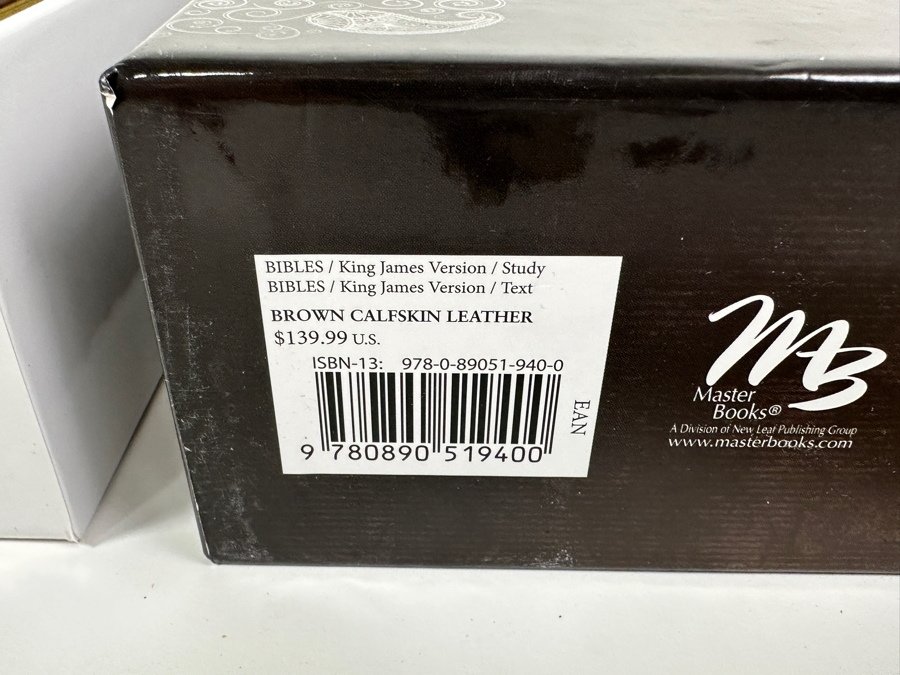 BIBLES / King James Version / Study
BIBLES / King James Version / Text
BROWN CALFSKIN LEATHER
$139.99 U.S.
ISBN-13: 978-0-89051-940-0
EAN
9 780890 519400
MB
Master
Books®
A Division of New Leaf Publishing Group
www.masterbooks.com